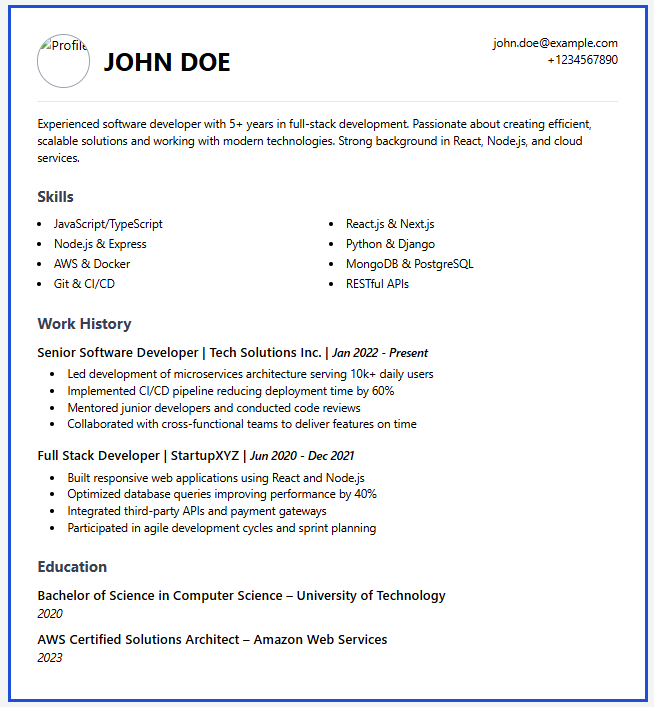 Profile
JOHN DOE
john.doe@example.com
+1234567890
Experienced software developer with 5+ years in full-stack development. Passionate about creating efficient,
scalable solutions and working with modern technologies. Strong background in React, Node.js, and cloud
services.
Skills
• JavaScript/TypeScript
• React.js & Next.js
• Node.js & Express
• Python & Django
• AWS & Docker
• MongoDB & PostgreSQL
• Git & CI/CD
• RESTful APIs
Work History
Senior Software Developer | Tech Solutions Inc. | Jan 2022 - Present
• Led development of microservices architecture serving 10k+ daily users
• Implemented CI/CD pipeline reducing deployment time by 60%
• Mentored junior developers and conducted code reviews
• Collaborated with cross-functional teams to deliver features on time
Full Stack Developer | StartupXYZ | Jun 2020 - Dec 2021
• Built responsive web applications using React and Node.js
• Optimized database queries improving performance by 40%
• Integrated third-party APIs and payment gateways
• Participated in agile development cycles and sprint planning
Education
Bachelor of Science in Computer Science – University of Technology
2020
AWS Certified Solutions Architect – Amazon Web Services
2023